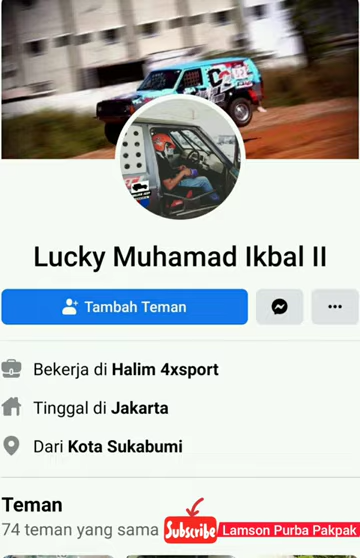 Lucky Muhamad Ikbal II
Tambah Teman
Bekerja di Halim 4xsport
Tinggal di Jakarta
Dari Kota Sukabumi
Teman
74 teman yang sama
Subscribe
Lamson Purba Pakpak